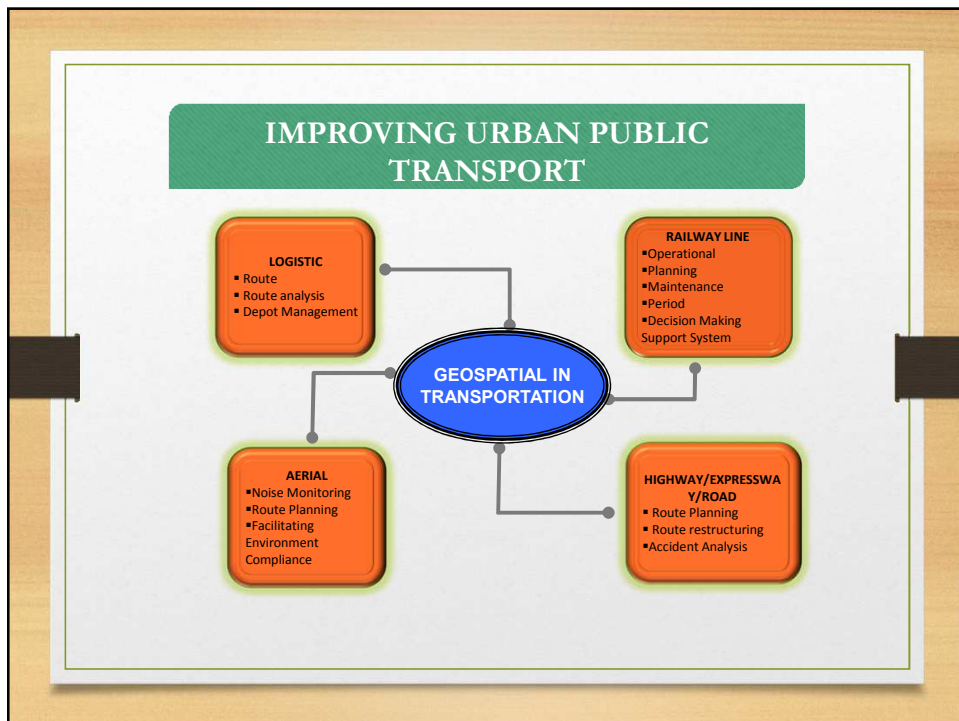 IMPROVING URBAN PUBLIC
TRANSPORT
LOGISTIC
▪ Route
▪ Route analysis
▪ Depot Management
RAILWAY LINE
▪Operational
▪Planning
▪Maintenance
▪Period
▪Decision Making
Support System
GEOSPATIAL IN
TRANSPORTATION
AERIAL
▪Noise Monitoring
▪Route Planning
▪Facilitating
Environment
Compliance
HIGHWAY/EXPRESSWA
Y/ROAD
▪ Route Planning
▪ Route restructuring
▪Accident Analysis